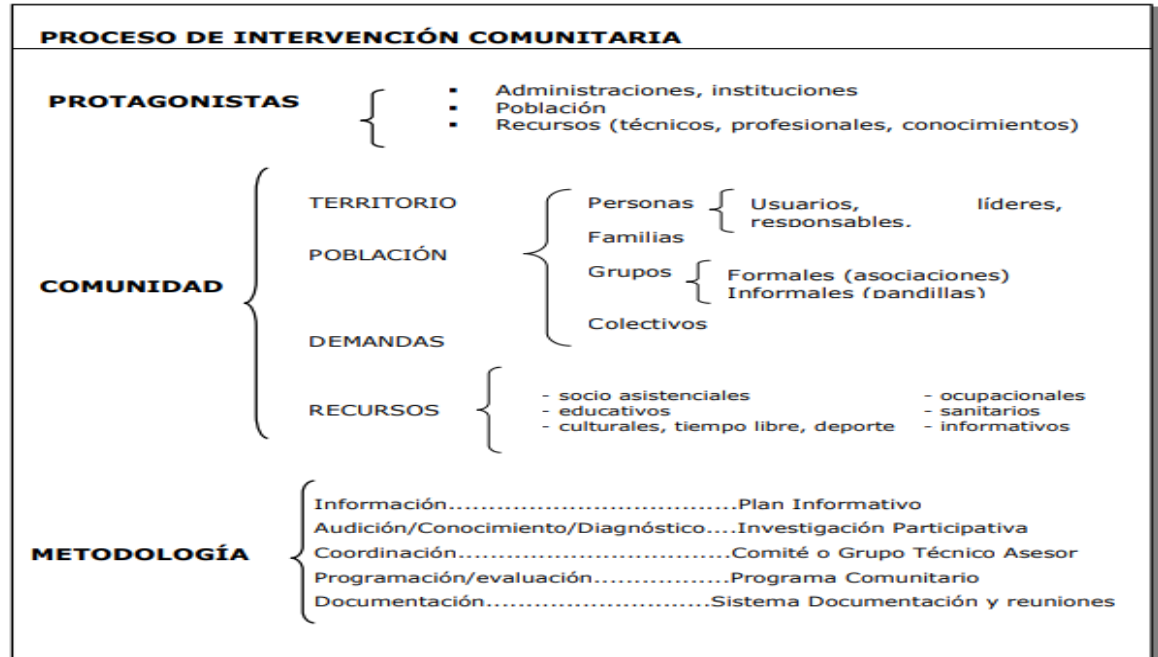 PROCESO DE INTERVENCIÓN COMUNITARIA
PROTAGONISTAS
▪ Administraciones, instituciones
▪ Población
▪ Recursos (técnicos, profesionales, conocimientos)
COMUNIDAD
TERRITORIO
POBLACIÓN
Personas
Usuarios, líderes,
responsables.
Familias
Grupos
Formales (asociaciones)
Informales (pandillas)
Colectivos
DEMANDAS
RECURSOS
- socio asistenciales
- educativos
- culturales, tiempo libre, deporte
- ocupacionales
- sanitarios
- informativos
METODOLOGÍA
Información...................................Plan Informativo
Audición/Conocimiento/Diagnóstico....Investigación Participativa
Coordinación.................................Comité o Grupo Técnico Asesor
Programación/evaluación.................Programa Comunitario
Documentación...........................Sistema Documentación y reuniones